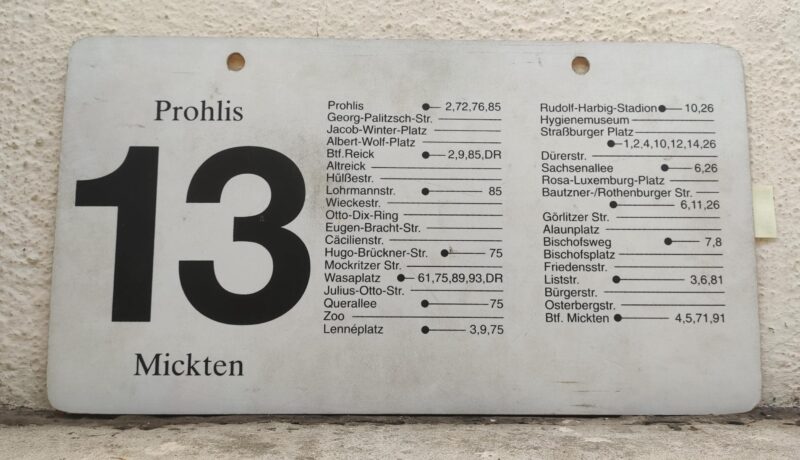 Prohlis
13
Mickten
Prohlis 2,72,76,85
Georg-Palitzsch-Str.
Jacob-Winter-Platz
Albert-Wolf-Platz
Btf.Reick 2,9,85,DR
Altreick
Hülßestr.
Lohrmannstr. 85
Wieckestr.
Otto-Dix-Ring
Eugen-Bracht-Str.
Cäcilienstr.
Hugo-Brückner-Str. 75
Mockritzer Str.
Wasaplatz 61,75,89,93,DR
Julius-Otto-Str.
Querallee 75
Zoo
Lennéplatz 3,9,75
Rudolf-Harbig-Stadion 10,26
Hygienemuseum
Straßburger Platz
1,2,4,10,12,14,26
Dürerstr.
Sachsenallee 6,26
Rosa-Luxemburg-Platz
Bautzner-/Rothenburger Str.
6,11,26
Görlitzer Str.
Alaunplatz
Bischofsweg 7,8
Bischofsplatz
Friedensstr.
Liststr. 3,6,81
Bürgerstr.
Osterbergstr.
Btf. Mickten 4,5,71,91